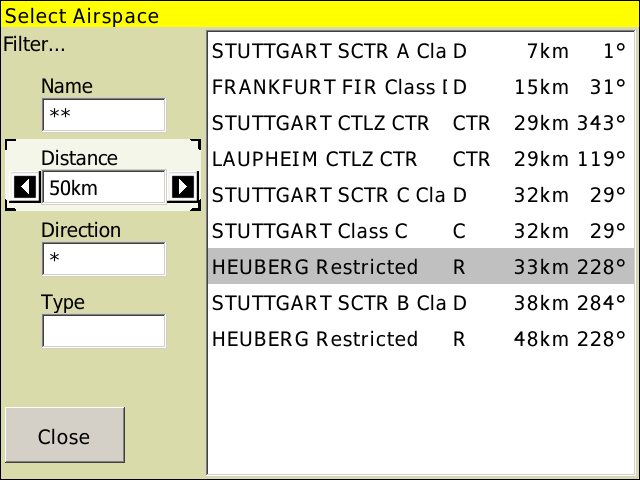 Select Airspace
Filter...
Name
**
Distance
50km
Direction
*
Type
Close
STUTTGART SCTR A Cla D 7km 1°
FRANKFURT FIR Class D 15km 31°
STUTTGART CTLZ CTR CTR 29km 343°
LAUPHEIM CTLZ CTR CTR 29km 119°
STUTTGART SCTR C Cla D 32km 29°
STUTTGART Class C C 32km 29°
HEUBERG Restricted R 33km 228°
STUTTGART SCTR B Cla D 38km 284°
HEUBERG Restricted R 48km 228°